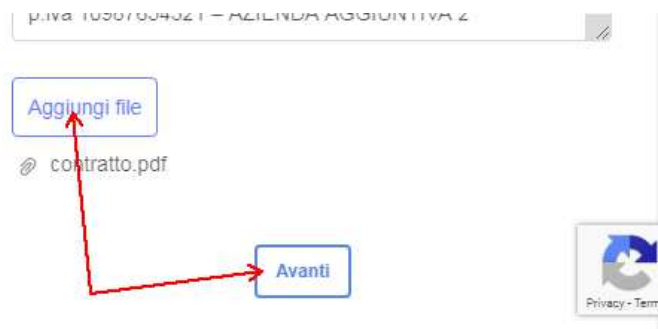 p.iva 10987654321 – AZIENDA AGGIUNTIVA 2
Aggiungi file
contratto.pdf
Avanti
Privacy - Term